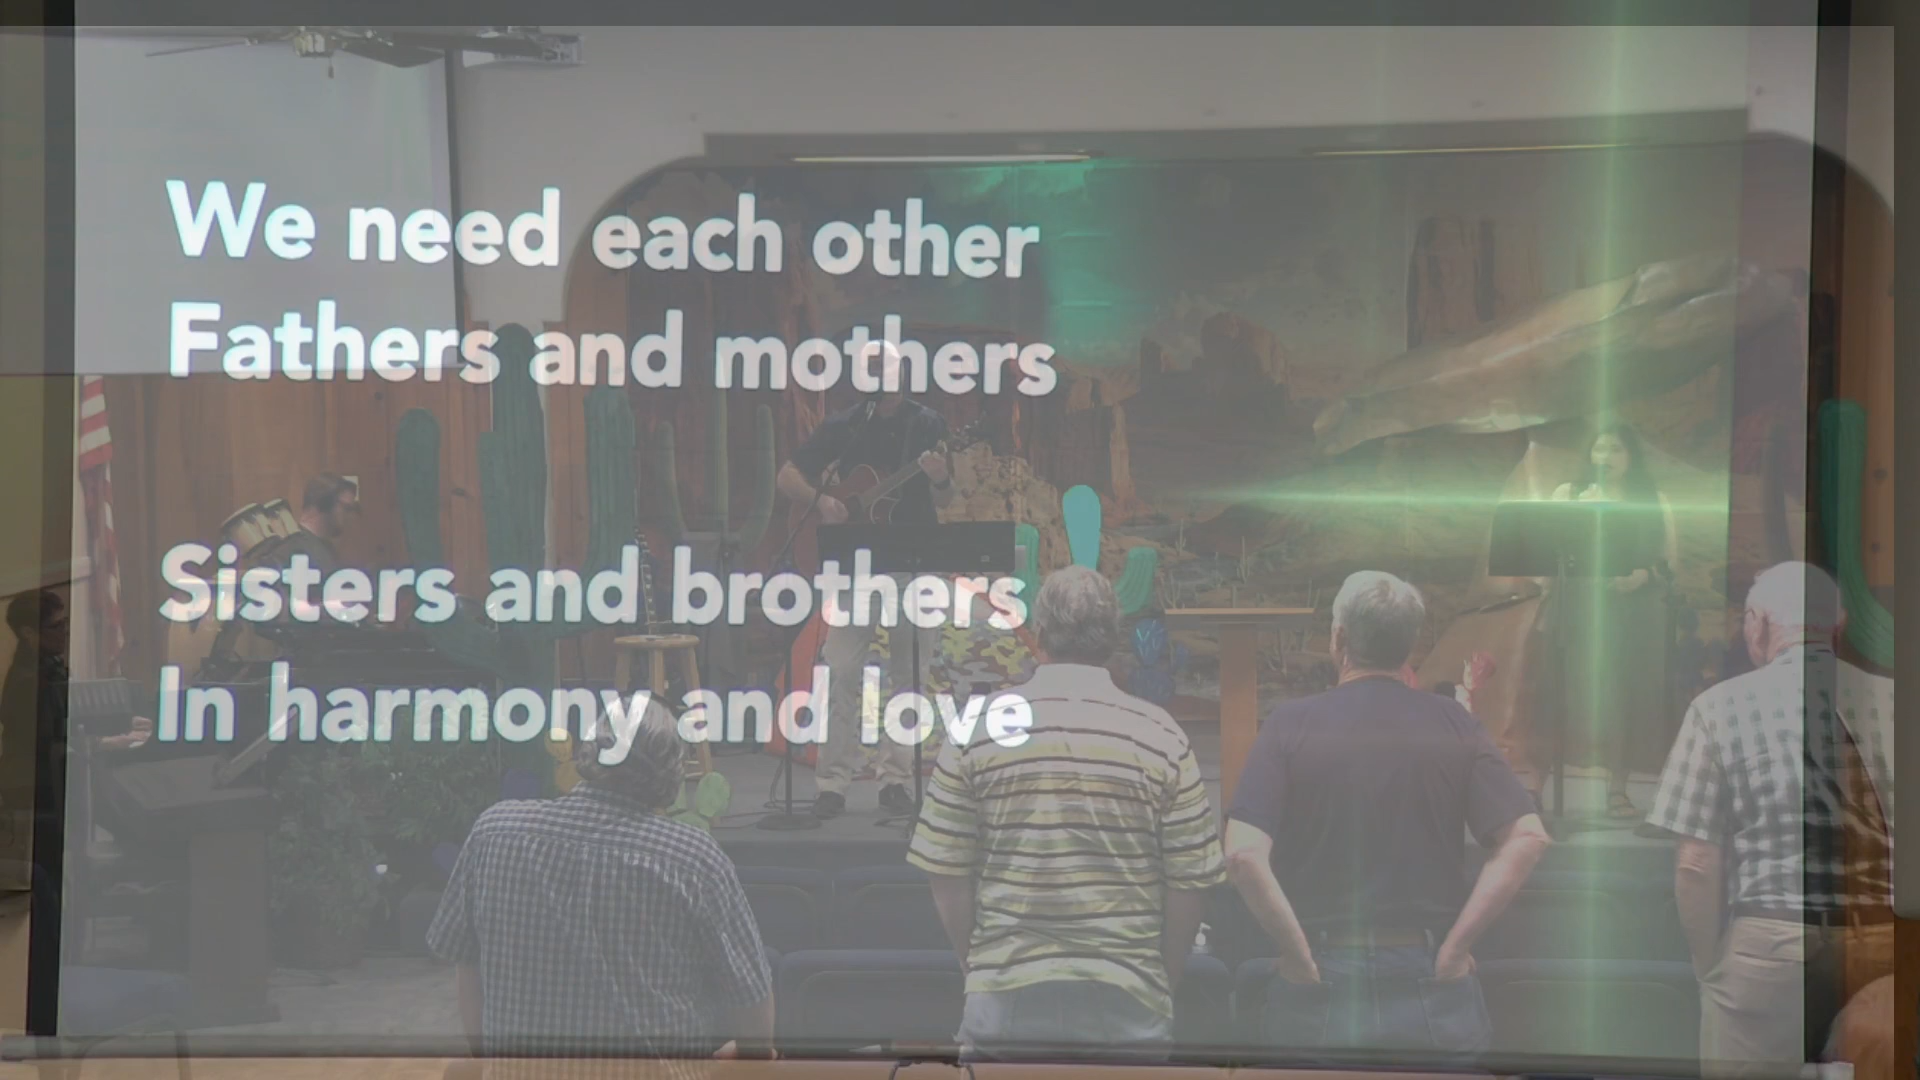 We need each other
Fathers and mothers
Sisters and brothers
In harmony and love